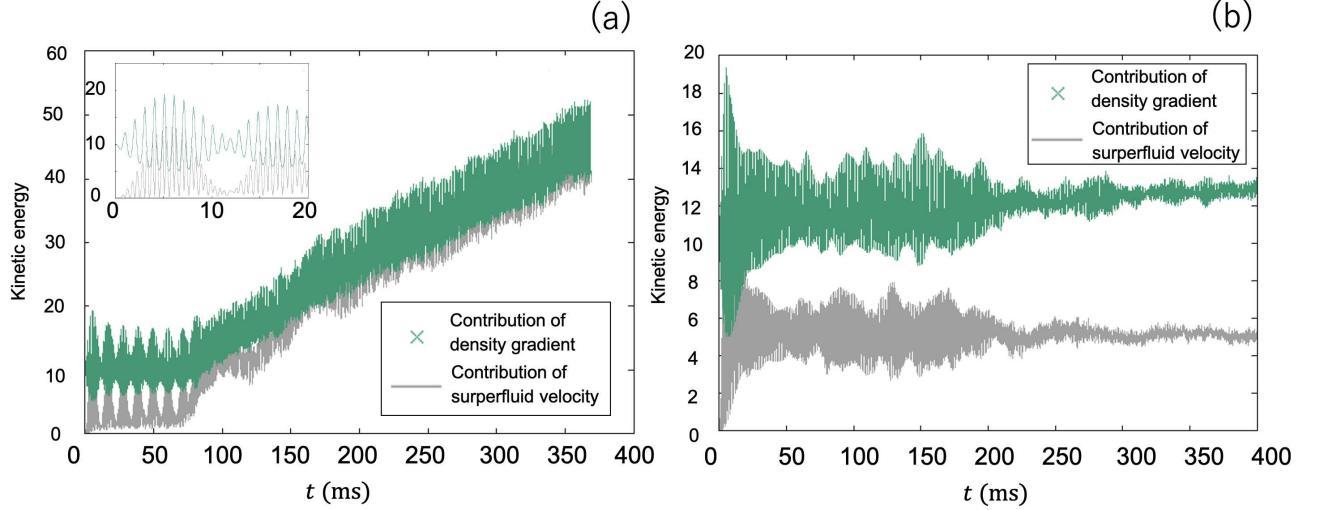 (a)
60
50
40
30
20
10
0
Kinetic energy
20
10
0
0 10 20
Contribution of
density gradient
Contribution of
surperfluid velocity
0 50 100 150 200 250 300 350 400
t (ms)
(b)
20
18
16
14
12
10
8
6
4
2
0
Kinetic energy
Contribution of
density gradient
Contribution of
surperfluid velocity
0 50 100 150 200 250 300 350 400
t (ms)